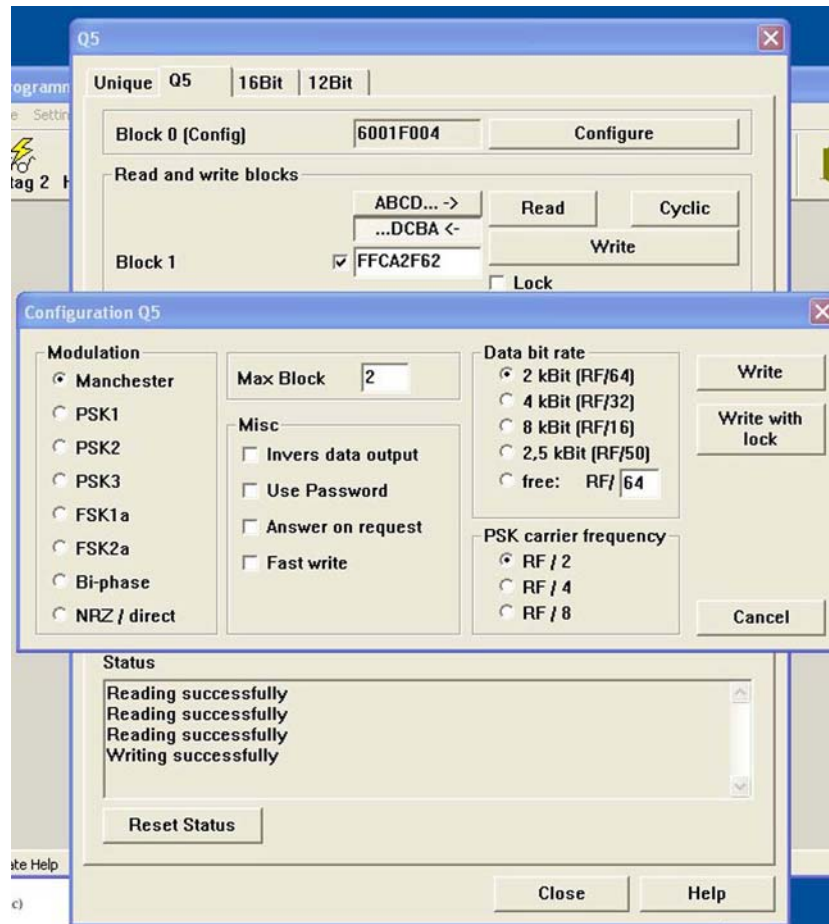 Q5
Unique Q5 16Bit 12Bit
Block 0 (Config) 6001F004 Configure
Read and write blocks
ABCD... -> Read Cyclic
...DCBA <-
Write
Block 1 FFCA2F62
Lock
Configuration Q5
Modulation
Manchester
PSK1
PSK2
PSK3
FSK1a
FSK2a
Bi-phase
NRZ / direct
Max Block 2
Misc
Invers data output
Use Password
Answer on request
Fast write
Data bit rate
2 kBit (RF/64)
4 kBit (RF/32)
8 kBit (RF/16)
2,5 kBit (RF/50)
free: RF/ 64
PSK carrier frequency
RF / 2
RF / 4
RF / 8
Write
Write with
lock
Cancel
Status
Reading successfully
Reading successfully
Reading successfully
Writing successfully
Reset Status
Help
Close Help
c)